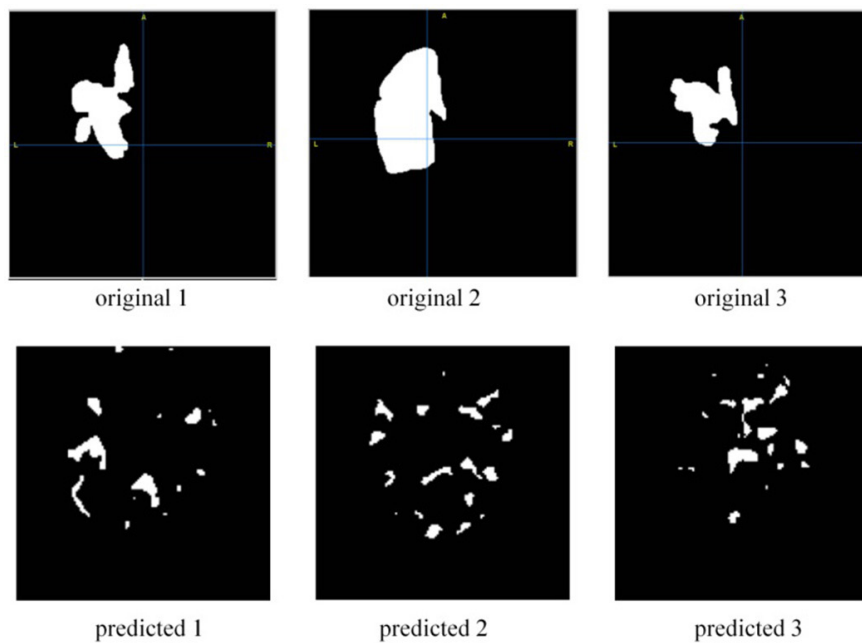 A
A
A
L
R
L
R
L
original 1
original 2
original 3
predicted 1
predicted 2
predicted 3